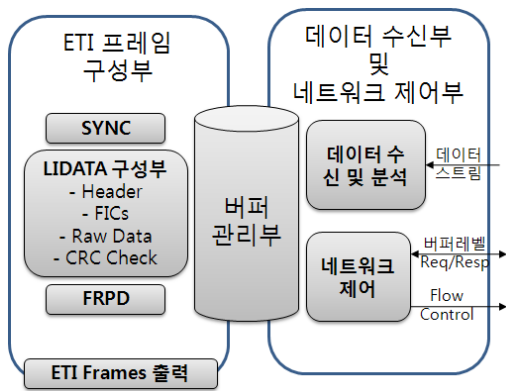 ETI 프레임
구성부
SYNC
LIDATA 구성부
- Header
- FICs
- Raw Data
- CRC Check
FRPD
ETI Frames 출력
버퍼
관리부
데이터 수신부
및
네트워크 제어부
데이터 수
신 및 분석
네트워크
제어
데이터
스트림
버퍼레벨
Req/Resp
Flow
Control